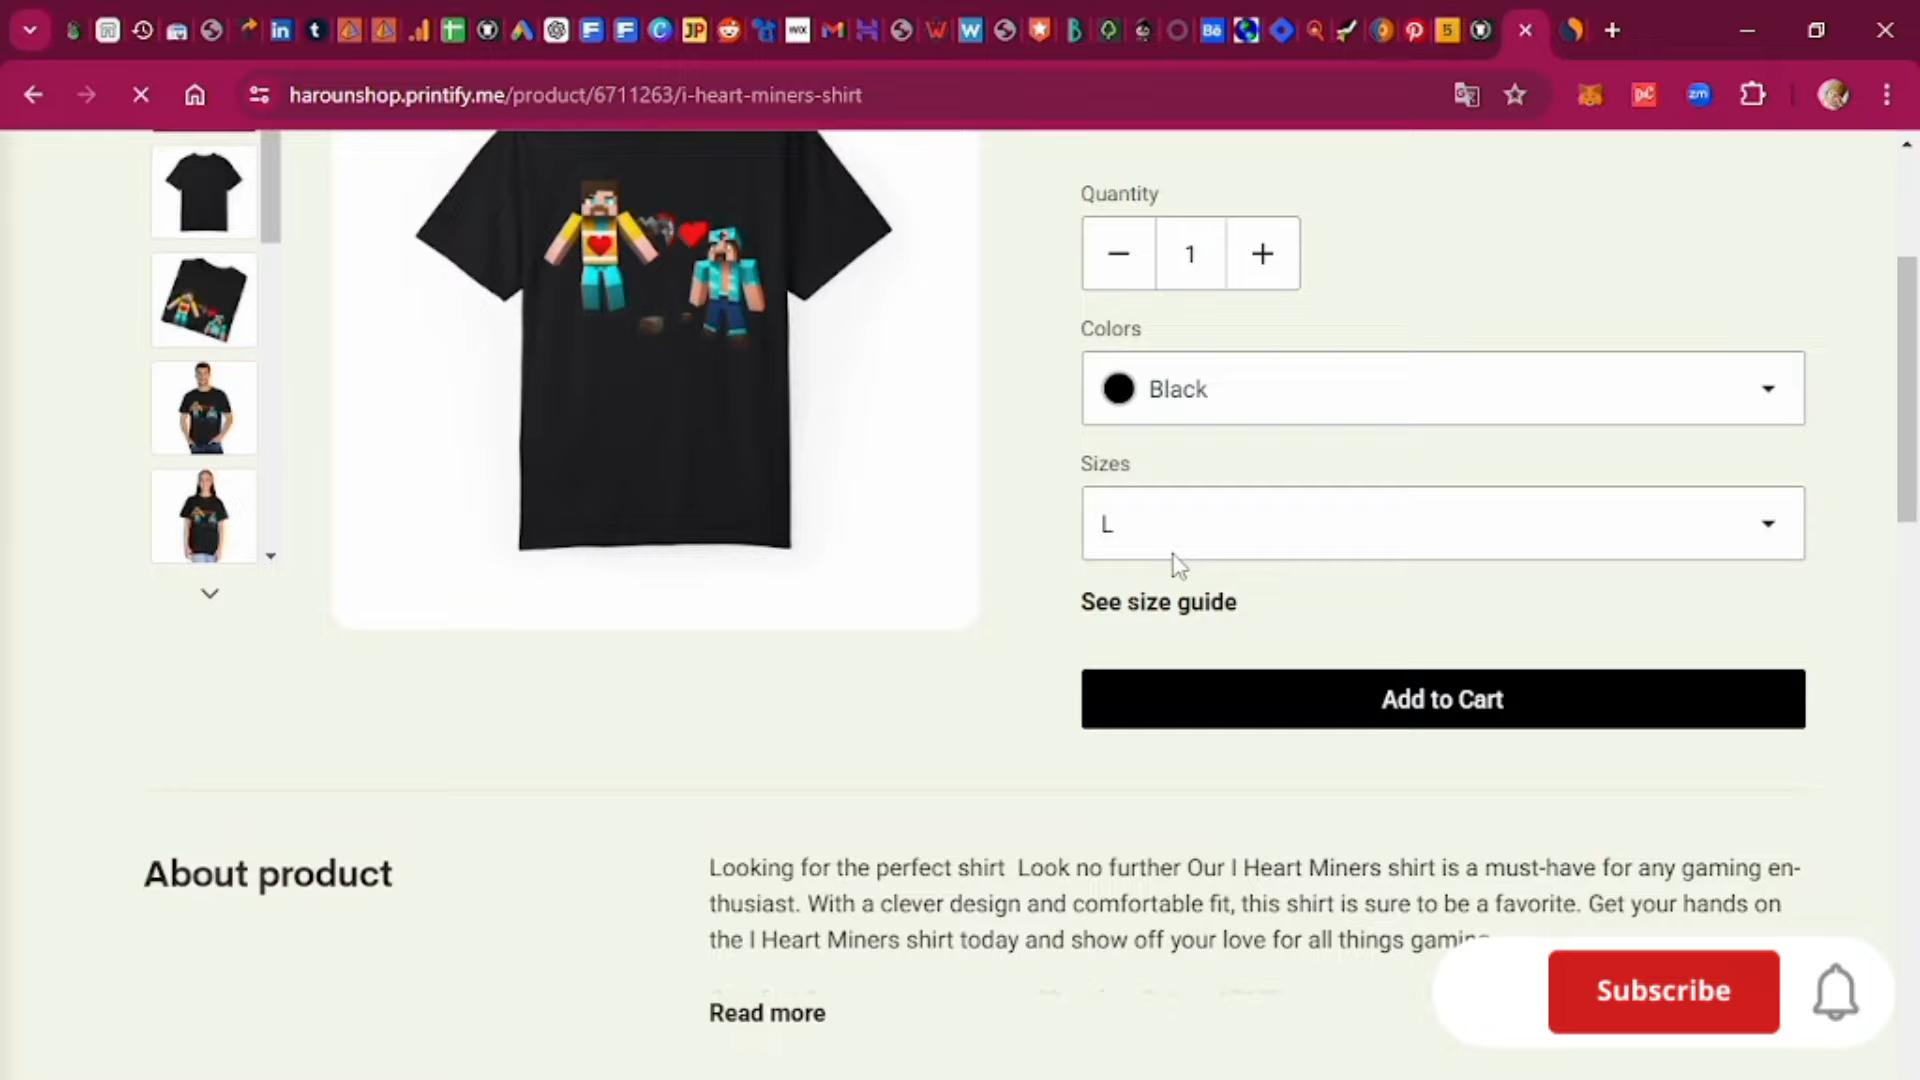 harounshop.printify.me/product/6711263/i-heart-miners-shirt
Quantity
1
Colors
Black
Sizes
L
See size guide
Add to Cart
About product
Looking for the perfect shirt Look no further Our I Heart Miners shirt is a must-have for any gaming en-
thusiast. With a clever design and comfortable fit, this shirt is sure to be a favorite. Get your hands on
the I Heart Miners shirt today and show off your love for all things gaming
Read more
Subscribe